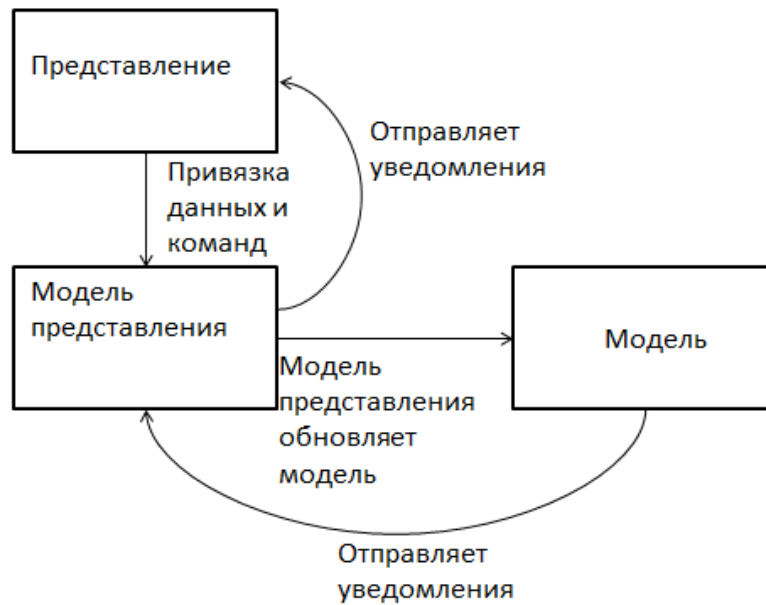 Представление
Отправляет
уведомления
Привязка
данных и
команд
Модель
представления
Модель
Модель
представления
обновляет
модель
Отправляет
уведомления